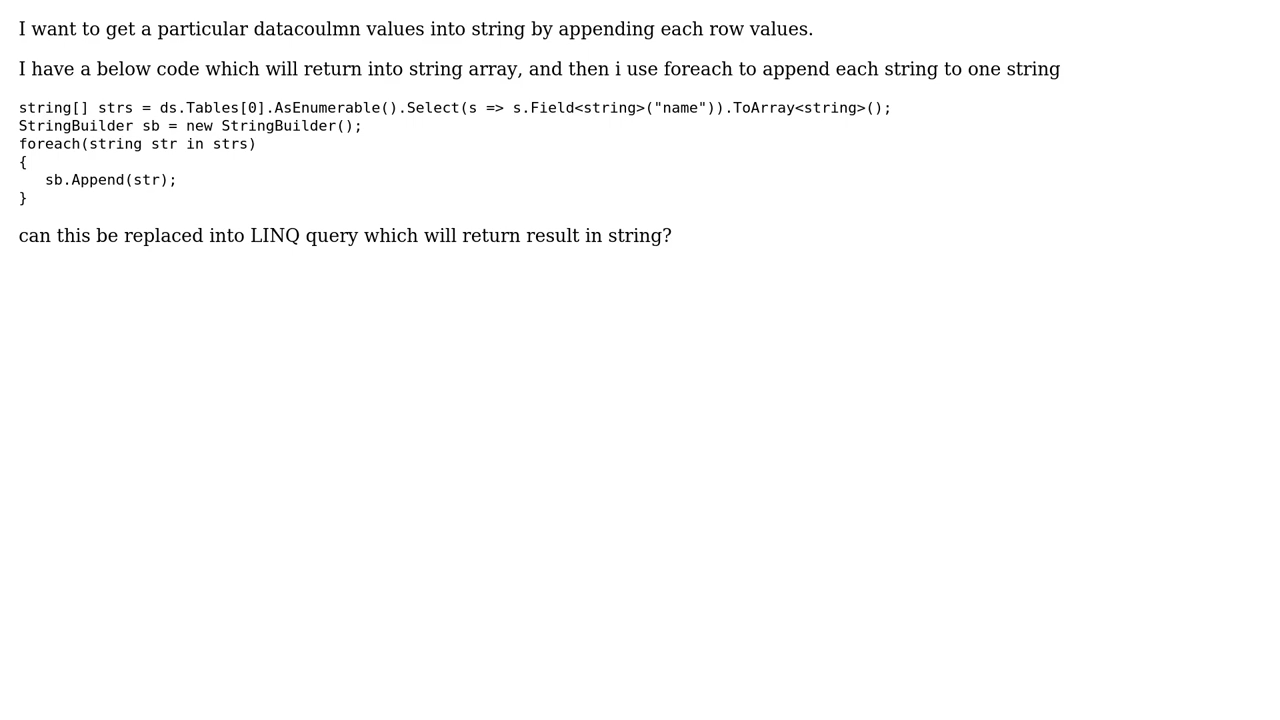 I want to get a particular datacoulmn values into string by appending each row values.
I have a below code which will return into string array, and then i use foreach to append each string to one string
string[] strs = ds.Tables[0].AsEnumerable().Select(s => s.Field<string>("name")).ToArray<string>();
StringBuilder sb = new StringBuilder();
foreach(string str in strs)
{
   sb.Append(str);
}
can this be replaced into LINQ query which will return result in string?